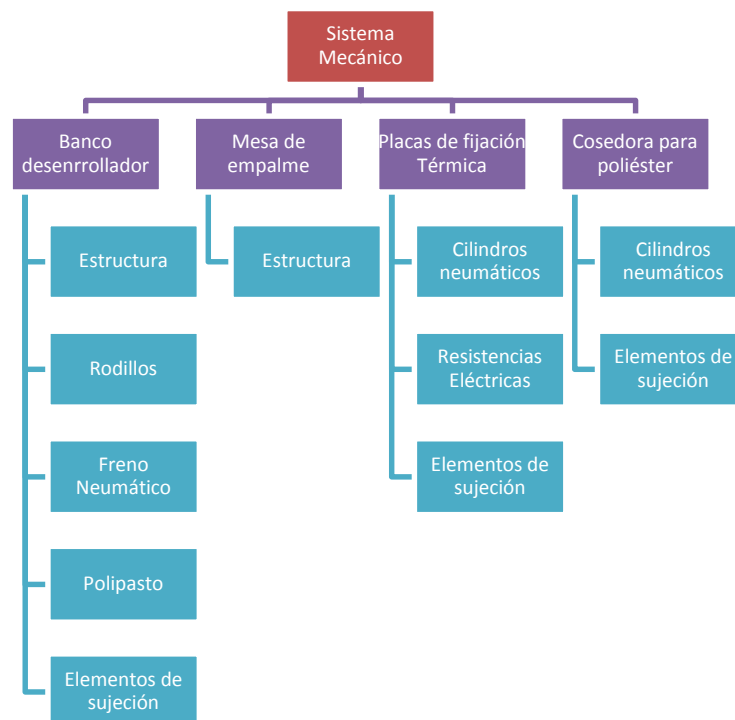 Sistema
Mecánico
Banco
desenrrollador
Mesa de
empalme
Placas de fijación
Térmica
Cosedora para
poliéster
Estructura
Rodillos
Freno
Neumático
Polipasto
Elementos de
sujeción
Estructura
Cilindros
neumáticos
Resistencias
Eléctricas
Elementos de
sujeción
Cilindros
neumáticos
Elementos de
sujeción